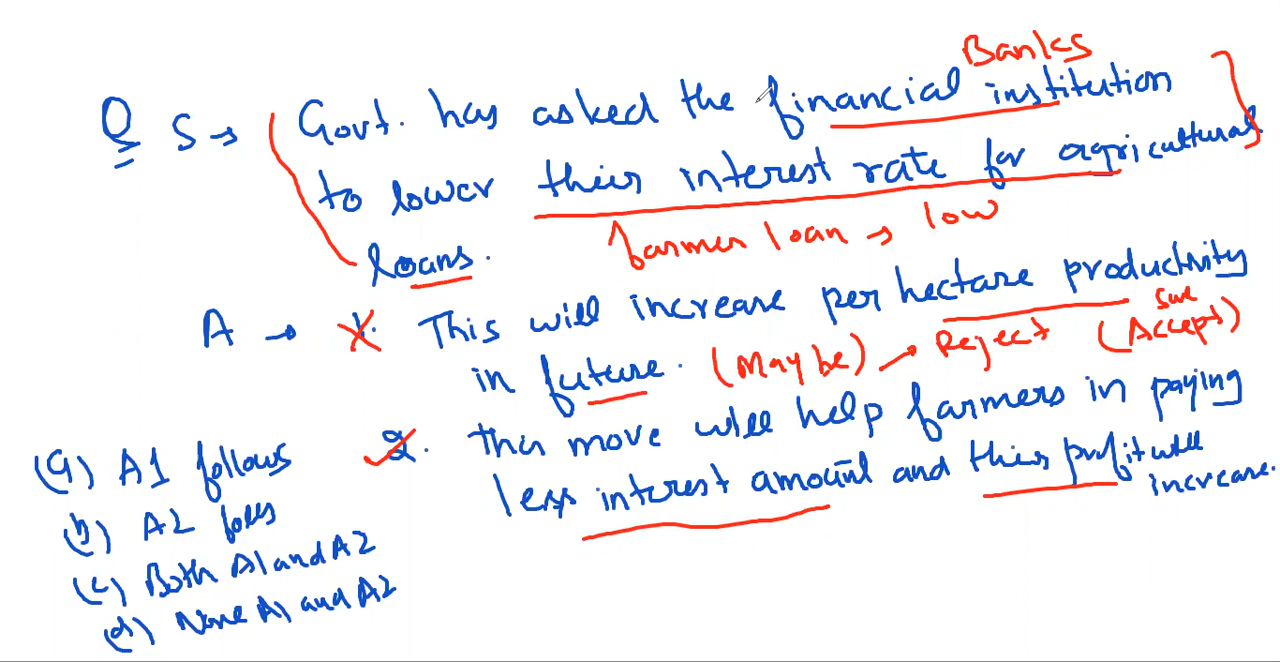 Banks
Q S → Govt. has asked the financial institution
to lower their interest rate for agricultural
loans.
farmer loan → low
A → 1. This will increase per hectare productivity
in future. (Maybe) → Reject (Accept)
sure
2. this move will help farmers in paying
less interest amount and their profit will
increase.
(a) A1 follows
(b) A2 follows
(c) Both A1 and A2
(d) None A1 and A2